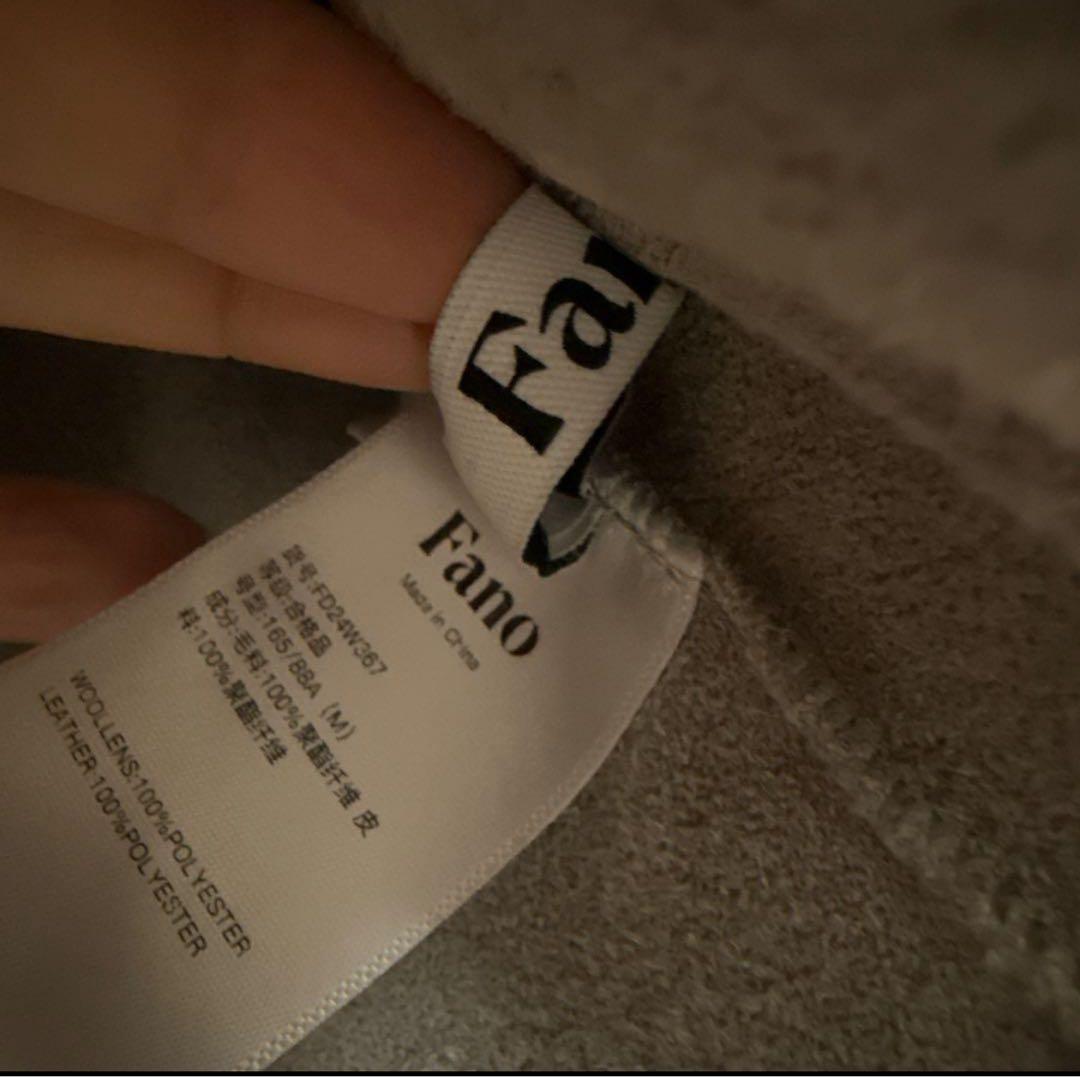 Fan
Fano
Made in China
货号:FD24W367
等级:合格品
号型:165/88A (M)
成分:毛料:100%聚酯纤维 皮
料:100%聚酯纤维
WOOLLENS:100%POLYESTER
LEATHER:100%POLYESTER